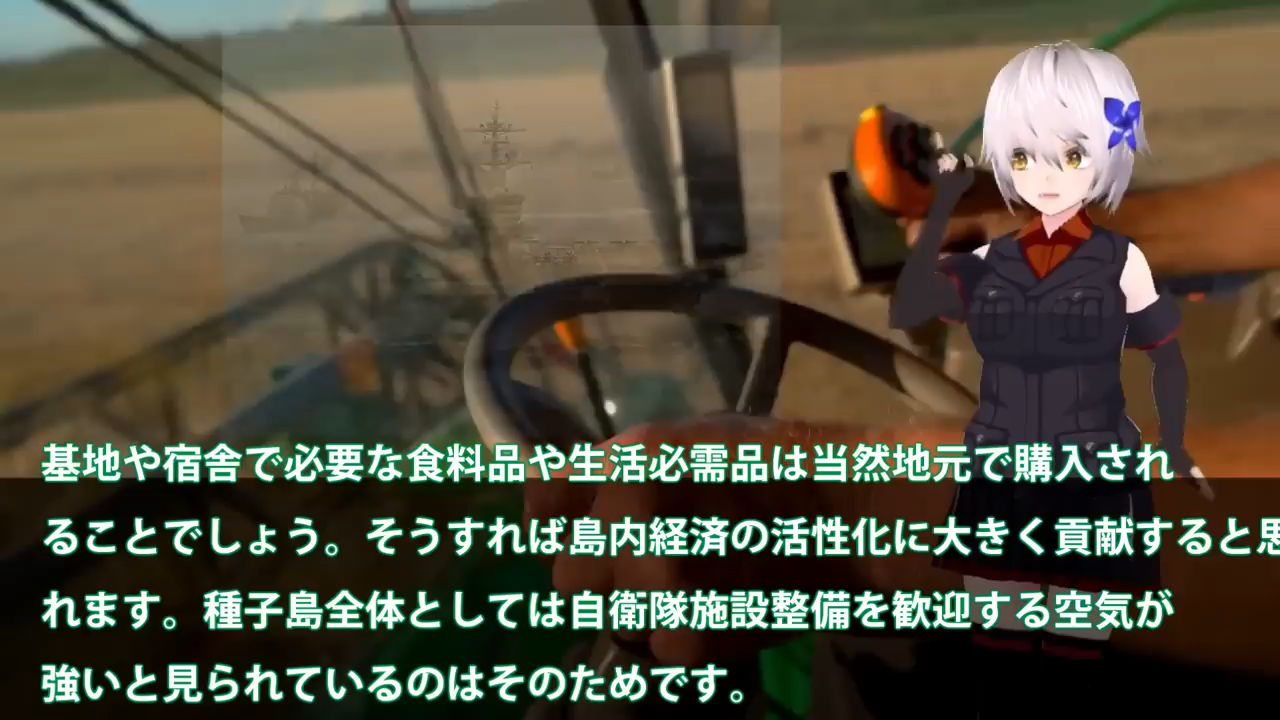 基地や宿舎で必要な食料品や生活必需品は当然地元で購入され
ることでしょう。そうすれば島内経済の活性化に大きく貢献すると思
れます。種子島全体としては自衛隊施設整備を歓迎する空気が
強いと見られているのはそのためです。